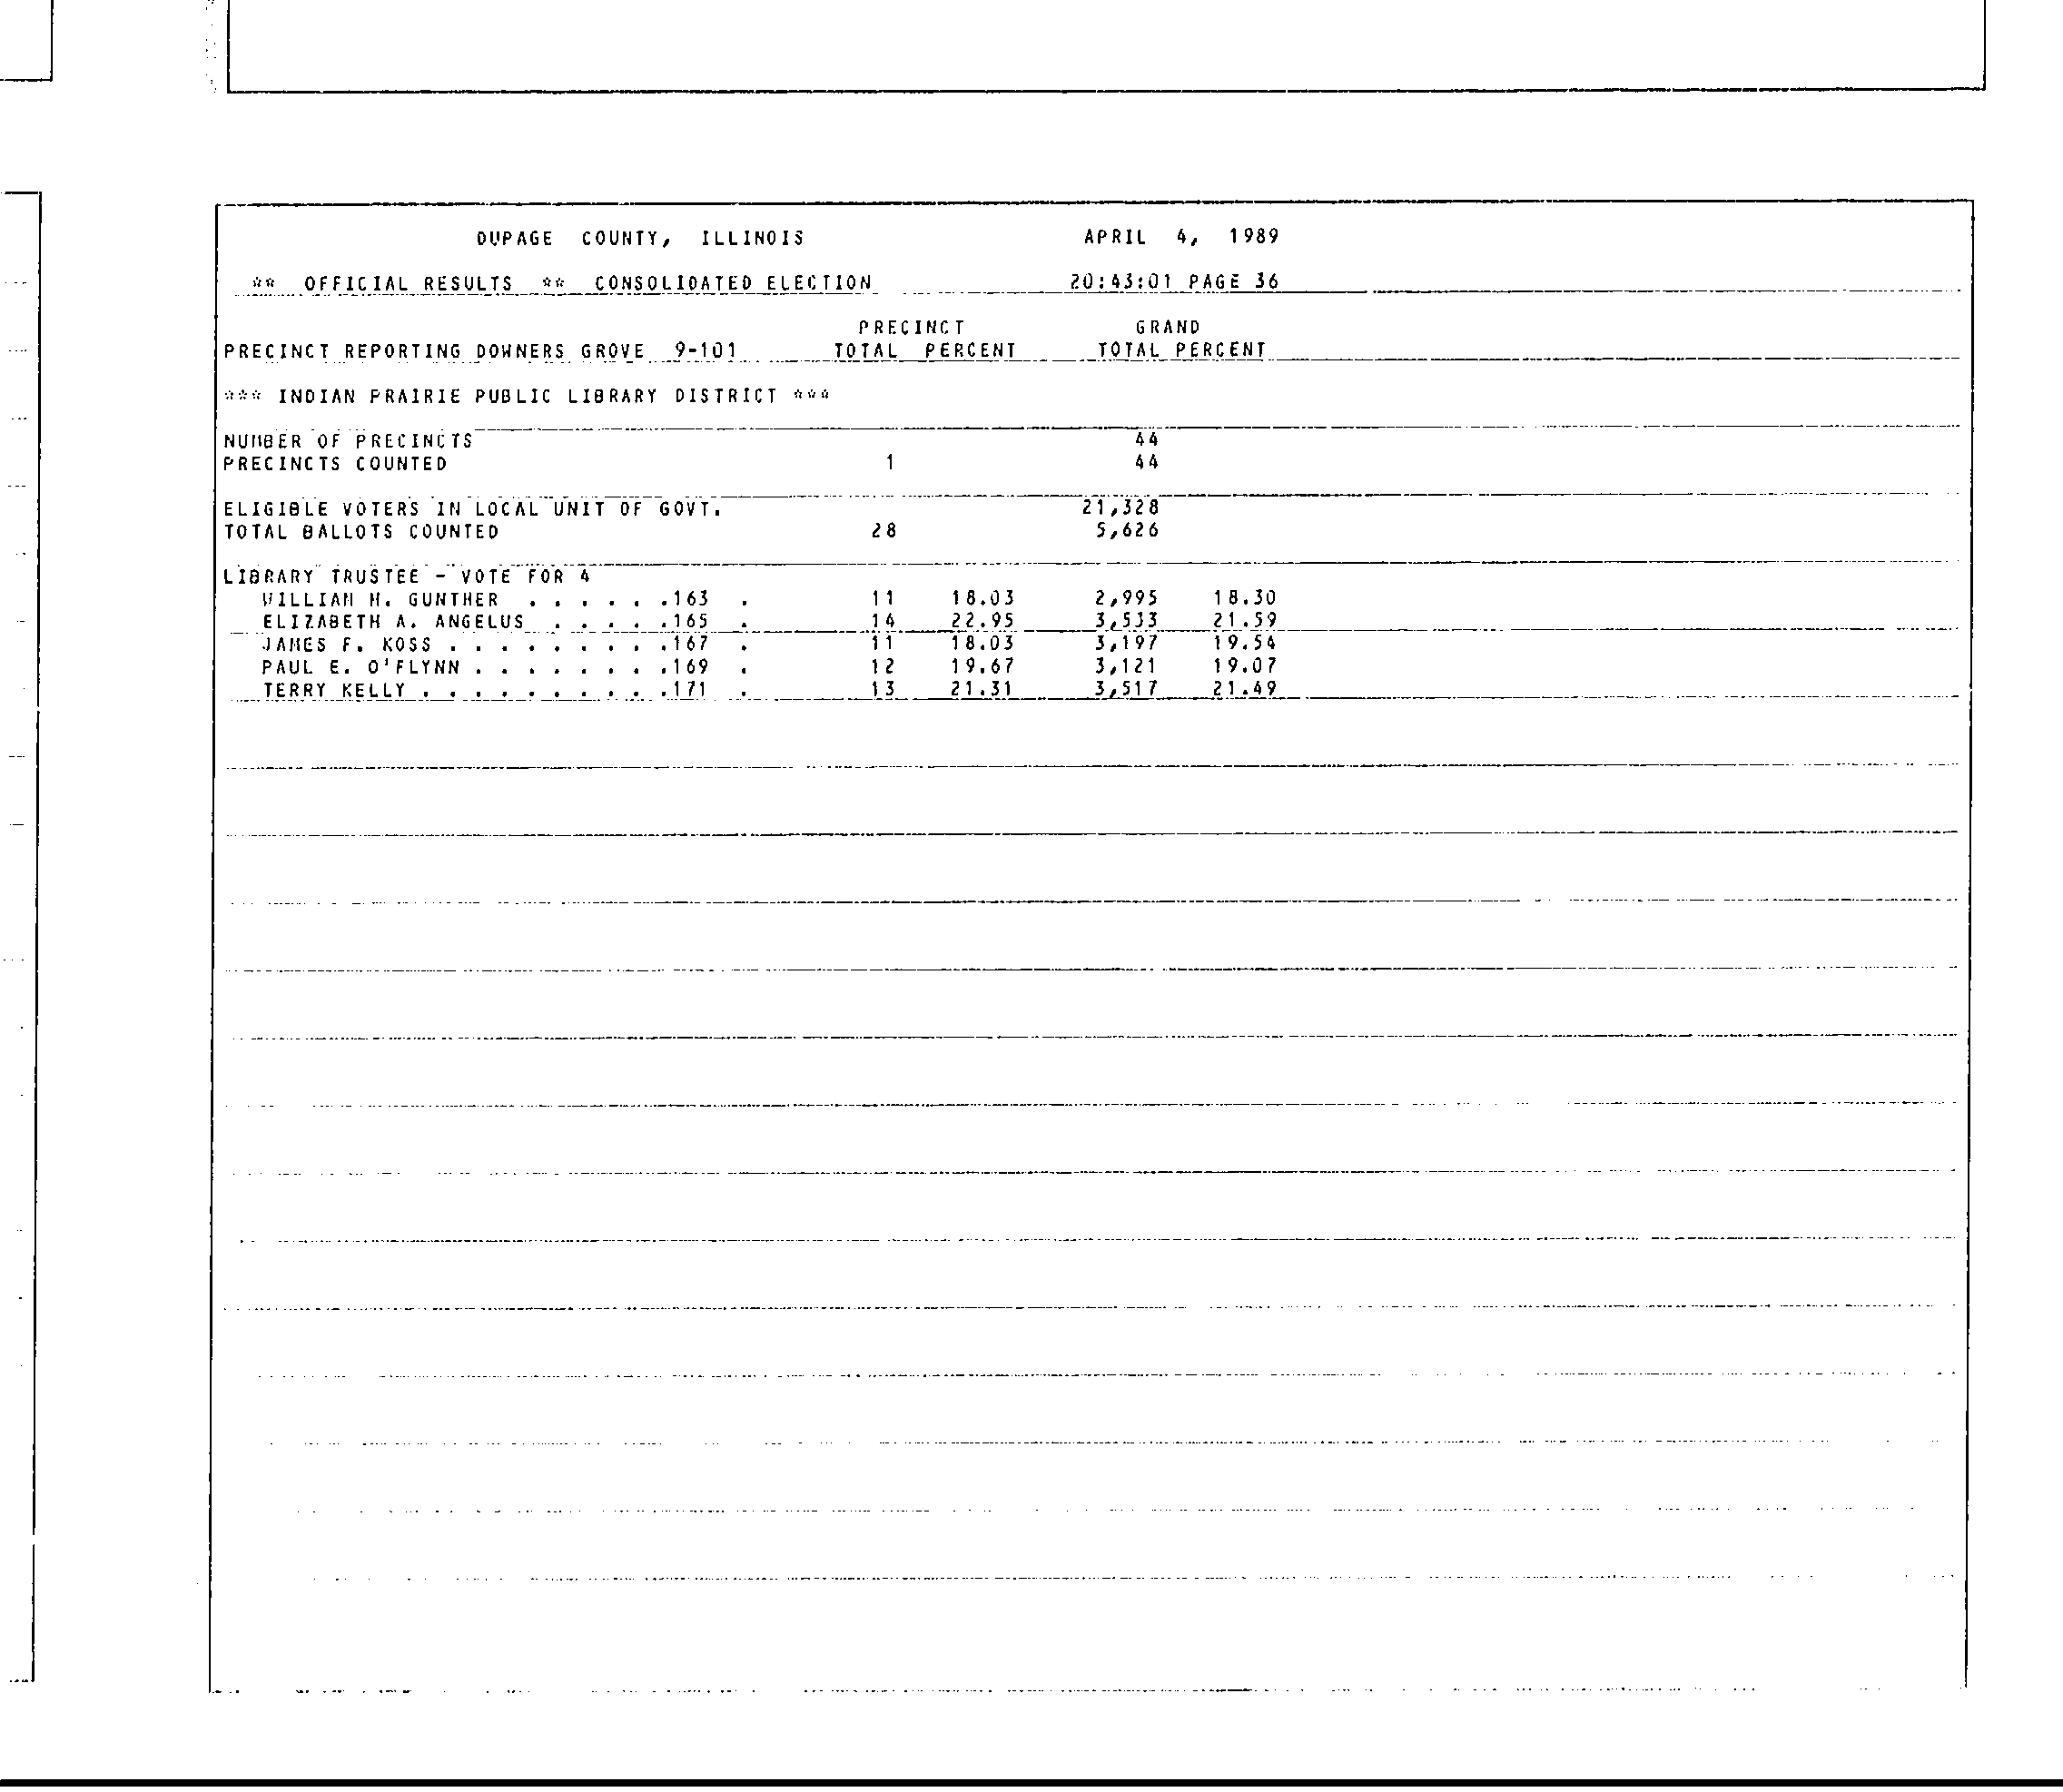 DUPAGE COUNTY, ILLINOIS APRIL 4, 1989
** OFFICIAL RESULTS ** CONSOLIDATED ELECTION 20:43:01 PAGE 36
PRECINCT GRAND
PRECINCT REPORTING DOWNERS GROVE 9-101 TOTAL PERCENT TOTAL PERCENT
*** INDIAN PRAIRIE PUBLIC LIBRARY DISTRICT ***
NUMBER OF PRECINCTS 44
PRECINCTS COUNTED 1 44
ELIGIBLE VOTERS IN LOCAL UNIT OF GOVT. 21,328
TOTAL BALLOTS COUNTED 28 5,626
LIBRARY TRUSTEE - VOTE FOR 4
WILLIAM H. GUNTHER . . . . . .163 . 11 18.03 2,995 18.30
ELIZABETH A. ANGELUS . . . . .165 . 14 22.95 3,533 21.59
JAMES F. KOSS . . . . . . . . .167 . 11 18.03 3,197 19.54
PAUL E. O'FLYNN . . . . . . . .169 . 12 19.67 3,121 19.07
TERRY KELLY . . . . . . . . . .171 . 13 21.31 3,517 21.49